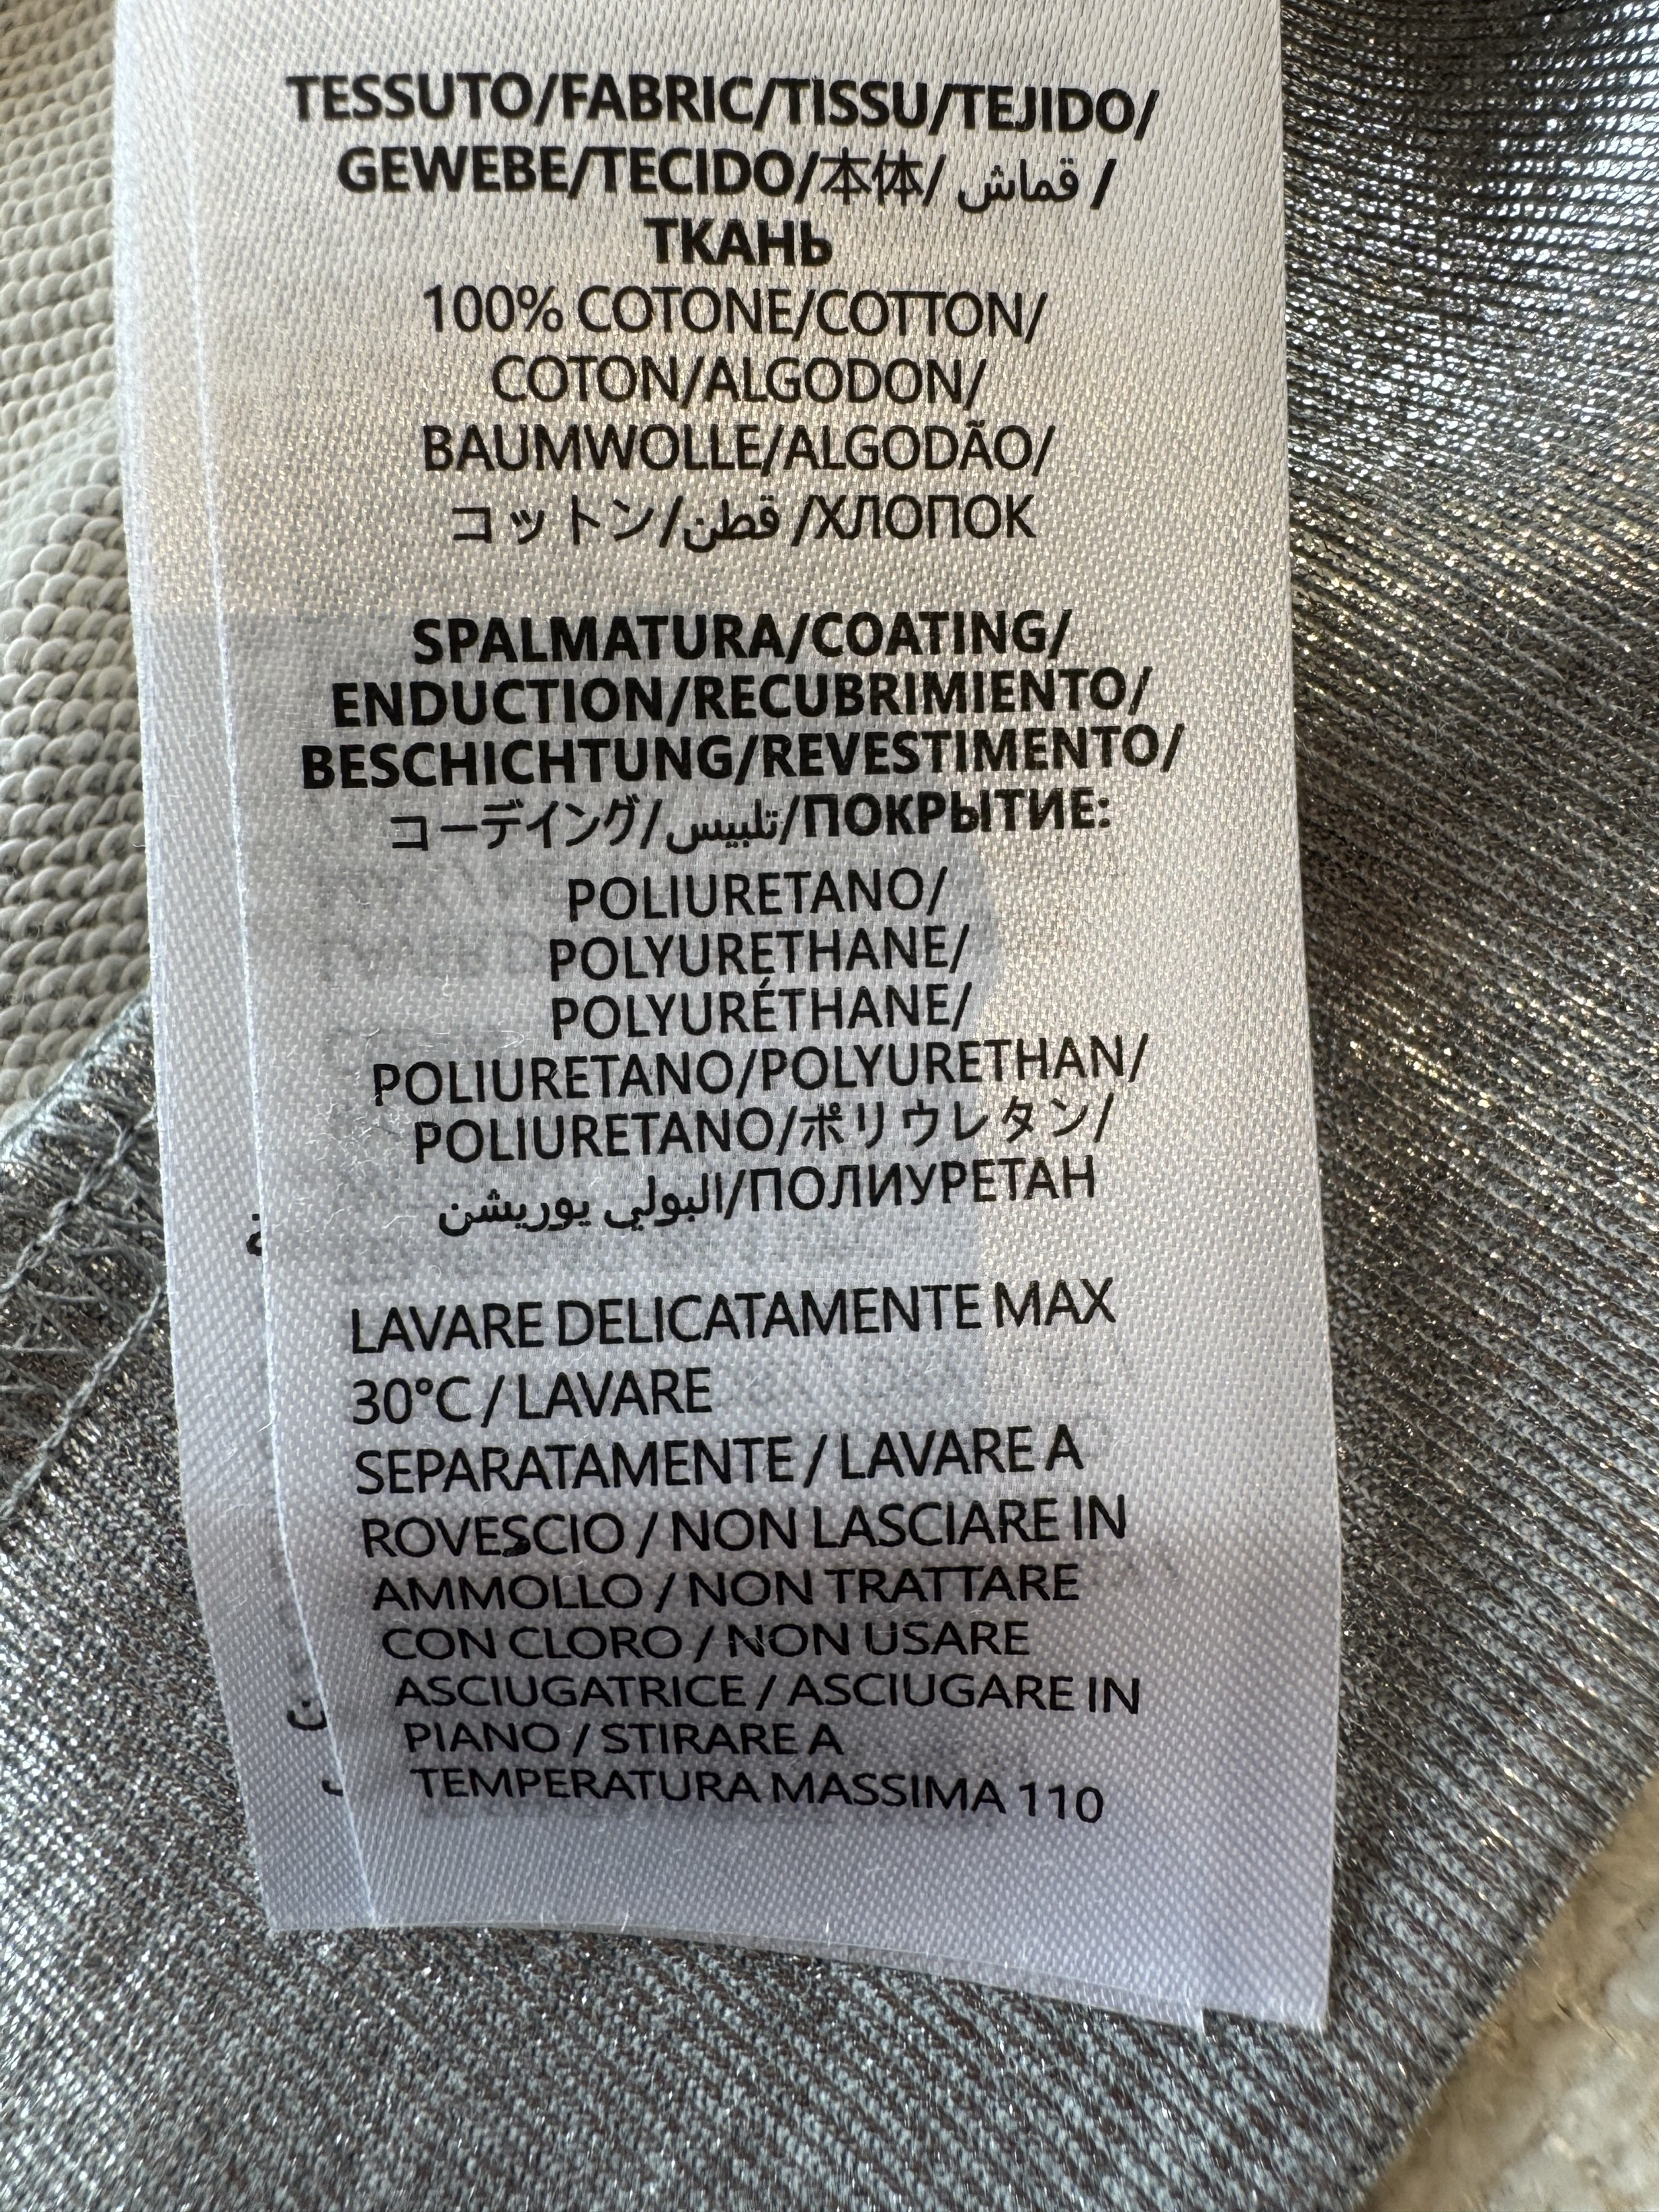 TESSUTO/FABRIC/TISSU/TEJIDO/
GEWEBE/TECIDO/本体/ قماش /
ТКАНЬ
100% COTONE/COTTON/
COTON/ALGODON/
BAUMWOLLE/ALGODÃO/
コットン/قطن /ХЛОПОК
SPALMATURA/COATING/
ENDUCTION/RECUBRIMIENTO/
BESCHICHTUNG/REVESTIMENTO/
コーデイング/تلبيس/ПОКРЫТИЕ:
POLIURETANO/
POLYURETHANE/
POLYURÉTHANE/
POLIURETANO/POLYURETHAN/
POLIURETANO/ポリウレタン/
البولي يوريشن/ПОЛИУРЕТАН
LAVARE DELICATAMENTE MAX
30°C / LAVARE
SEPARATAMENTE / LAVARE A
ROVESCIO / NON LASCIARE IN
AMMOLLO / NON TRATTARE
CON CLORO / NON USARE
ASCIUGATRICE / ASCIUGARE IN
PIANO / STIRARE A
TEMPERATURA MASSIMA 110